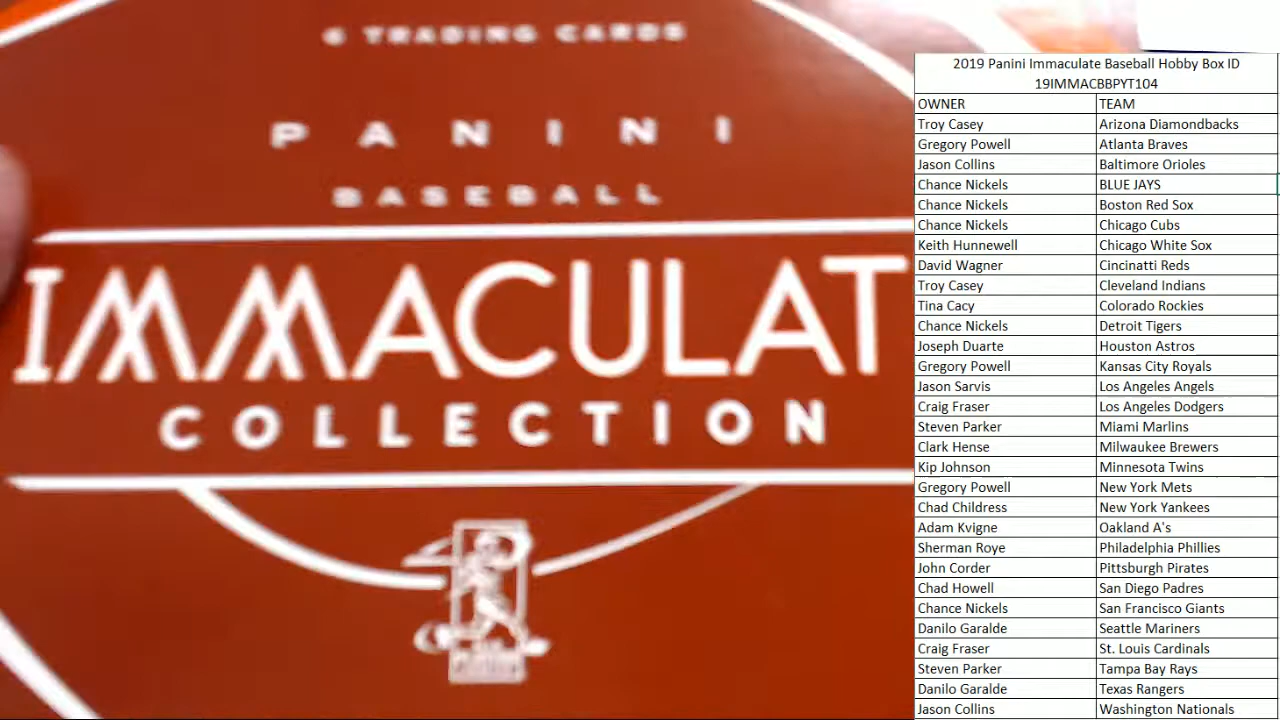 6 TRADING CARDS
PANINI
BASEBALL
IMMACULAT
COLLECTION
2019 Panini Immaculate Baseball Hobby Box ID
19IMMACBBPYT104
OWNER TEAM
Troy Casey Arizona Diamondbacks
Gregory Powell Atlanta Braves
Jason Collins Baltimore Orioles
Chance Nickels BLUE JAYS
Chance Nickels Boston Red Sox
Chance Nickels Chicago Cubs
Keith Hunnewell Chicago White Sox
David Wagner Cincinatti Reds
Troy Casey Cleveland Indians
Tina Cacy Colorado Rockies
Chance Nickels Detroit Tigers
Joseph Duarte Houston Astros
Gregory Powell Kansas City Royals
Jason Sarvis Los Angeles Angels
Craig Fraser Los Angeles Dodgers
Steven Parker Miami Marlins
Clark Hense Milwaukee Brewers
Kip Johnson Minnesota Twins
Gregory Powell New York Mets
Chad Childress New York Yankees
Adam Kvigne Oakland A's
Sherman Roye Philadelphia Phillies
John Corder Pittsburgh Pirates
Chad Howell San Diego Padres
Chance Nickels San Francisco Giants
Danilo Garalde Seattle Mariners
Craig Fraser St. Louis Cardinals
Steven Parker Tampa Bay Rays
Danilo Garalde Texas Rangers
Jason Collins Washington Nationals